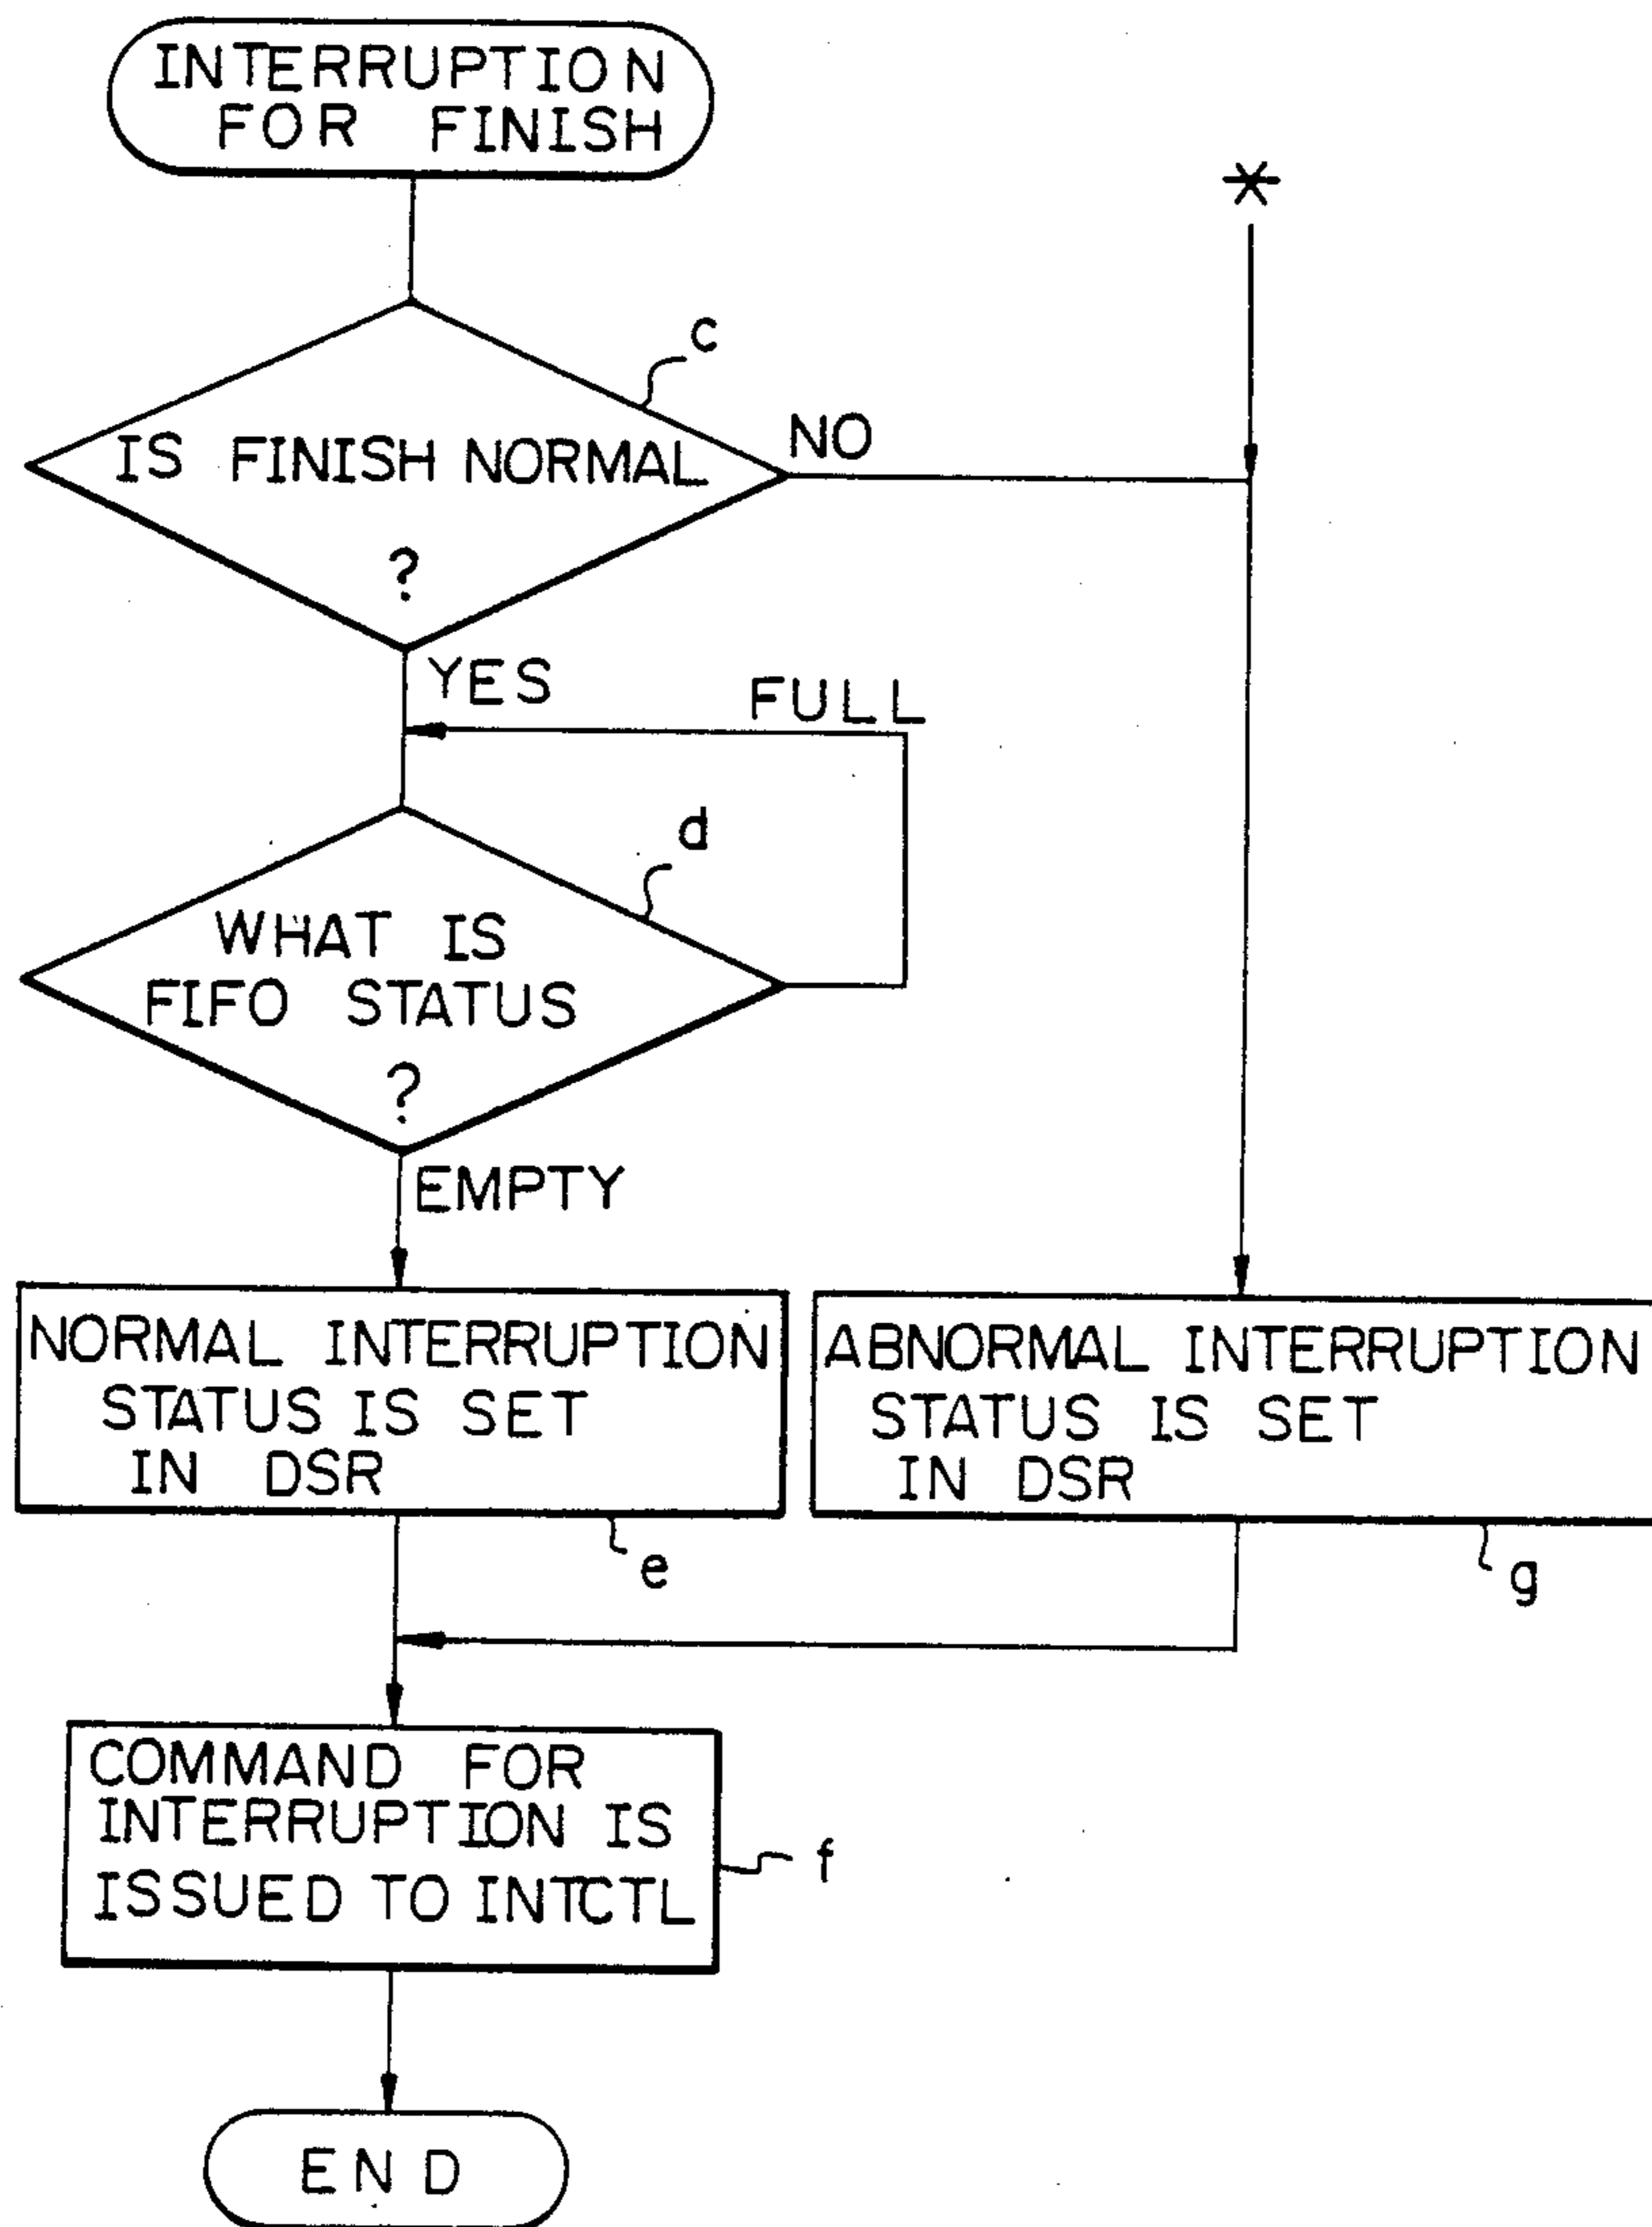 INTERRUPTION
FOR FINISH
*
c
IS FINISH NORMAL
?
NO
YES
FULL
d
WHAT IS
FIFO STATUS
?
EMPTY
NORMAL INTERRUPTION
STATUS IS SET
IN DSR
e
ABNORMAL INTERRUPTION
STATUS IS SET
IN DSR
g
COMMAND FOR
INTERRUPTION IS
ISSUED TO INTCTL
f
END